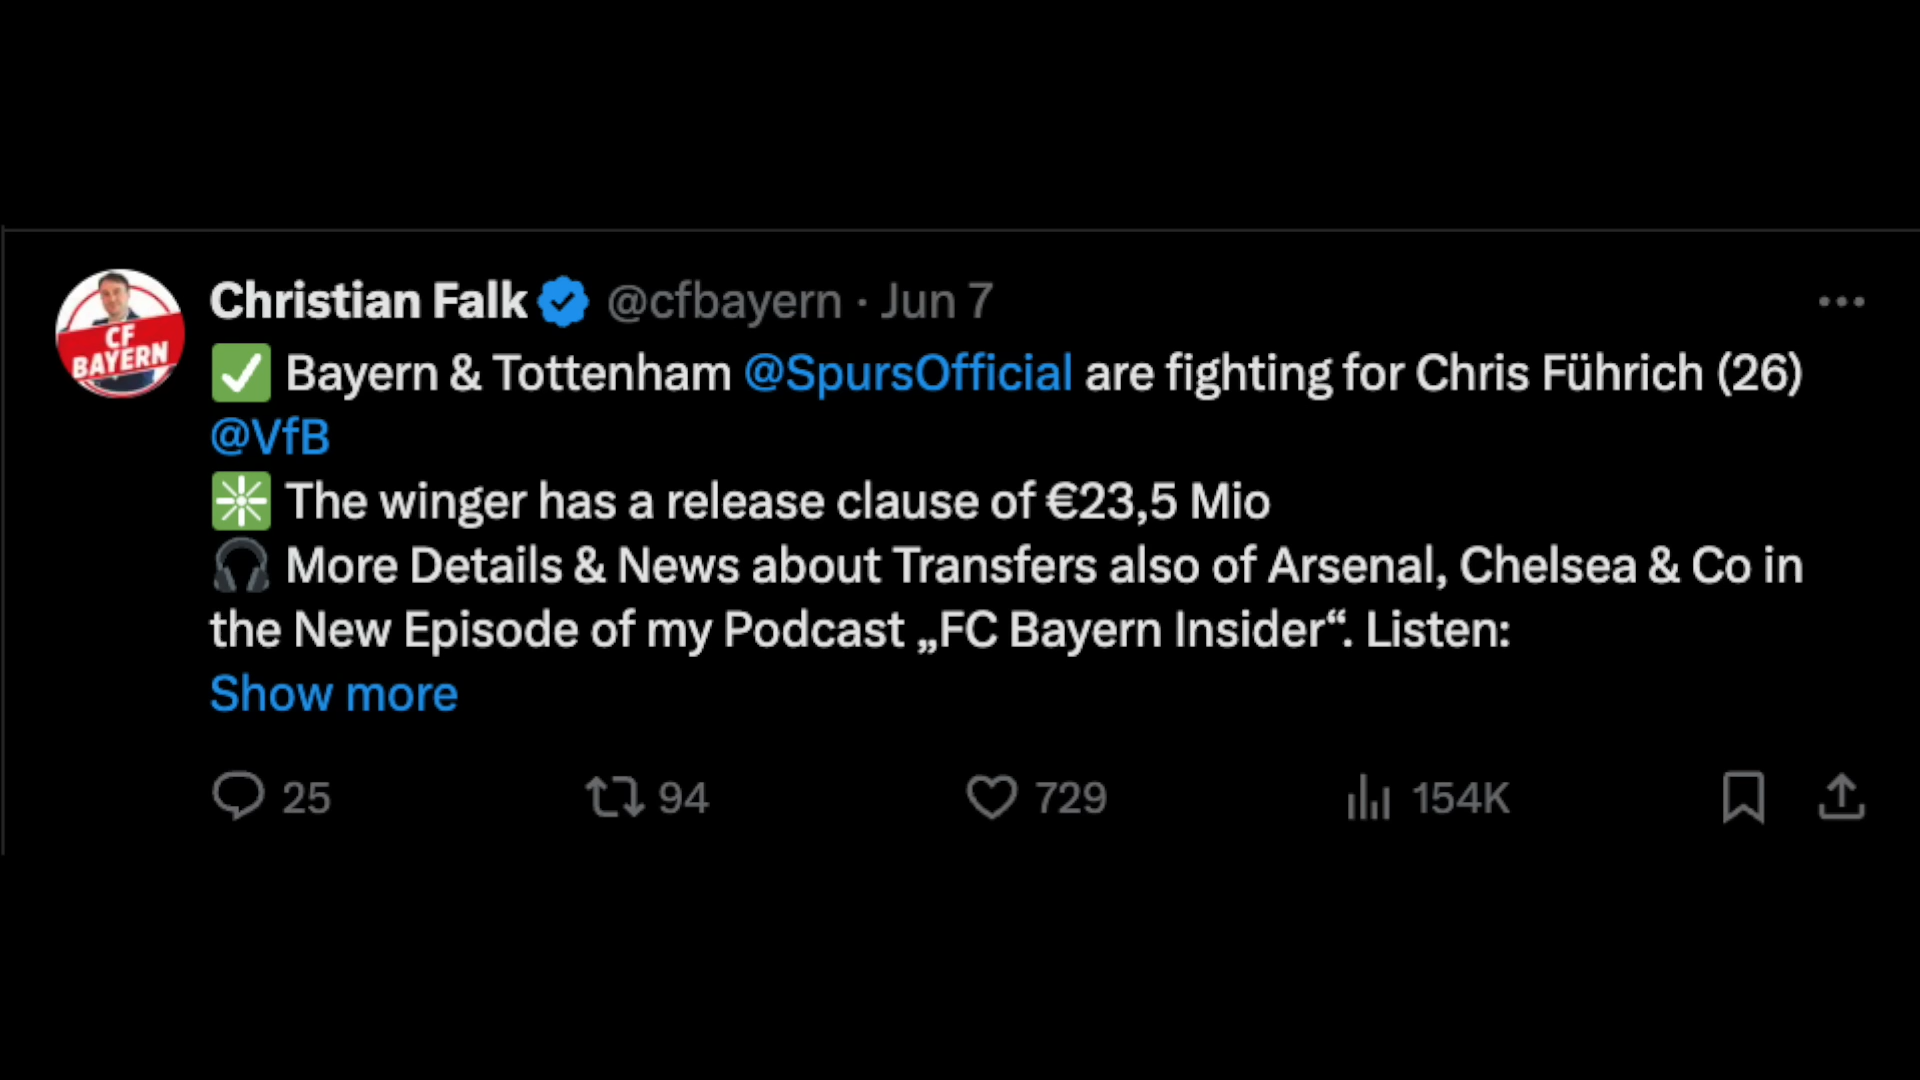 CF
BAYERN
Christian Falk @cfbayern · Jun 7
✅ Bayern & Tottenham @SpursOfficial are fighting for Chris Führich (26)
@VfB
❇️ The winger has a release clause of €23,5 Mio
🎧 More Details & News about Transfers also of Arsenal, Chelsea & Co in
the New Episode of my Podcast „FC Bayern Insider“. Listen:
Show more
25 94 729 154K